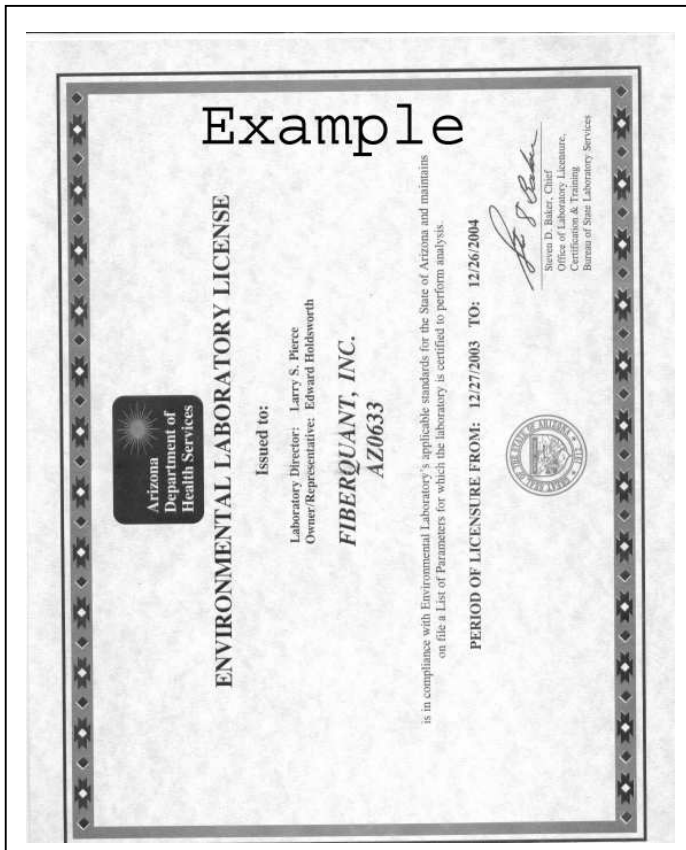 Example
Arizona
Department of
Health Services
ENVIRONMENTAL LABORATORY LICENSE
Issued to:
Laboratory Director: Larry S. Pierce
Owner/Representative: Edward Holdsworth
FIBERQUANT, INC.
AZ0633
is in compliance with Environmental Laboratory's applicable standards for the State of Arizona and maintains
on file a List of Parameters for which the laboratory is certified to perform analysis.
PERIOD OF LICENSURE FROM: 12/27/2003 TO: 12/26/2004
Steven D. Baker, Chief
Office of Laboratory Licensure,
Certification & Training
Bureau of State Laboratory Services